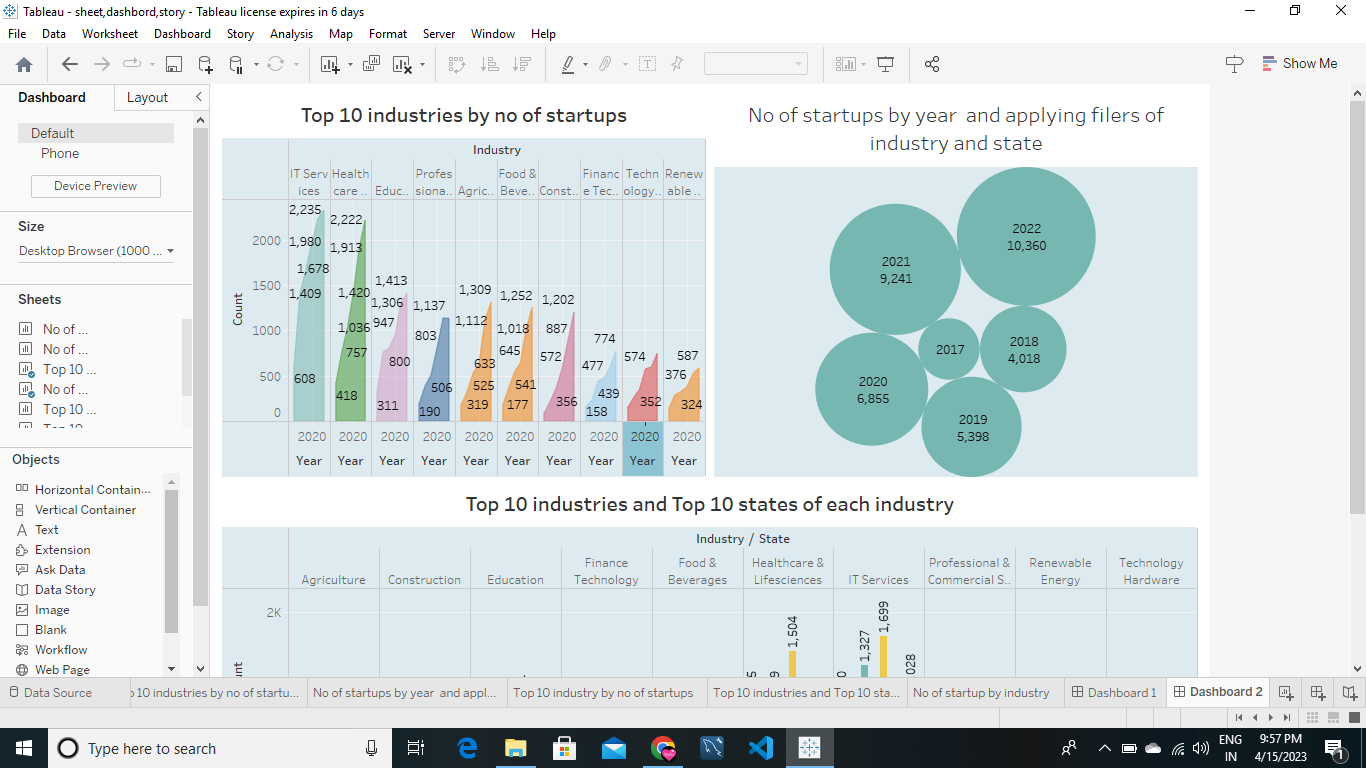 Tableau - sheet,dashbord,story - Tableau license expires in 6 days
File Data Worksheet Dashboard Story Analysis Map Format Server Window Help
Show Me
Dashboard Layout
Default
Phone
Device Preview
Size
Desktop Browser (1000 ...
Sheets
No of ...
No of ...
Top 10 ...
No of ...
Top 10 ...
Objects
Horizontal Contain...
Vertical Container
Text
Extension
Ask Data
Data Story
Image
Blank
Workflow
Web Page
Top 10 industries by no of startups
Industry
IT Serv Health Profes Food & Financ Techn Renew
ices care .. Educ.. siona.. Agric.. Beve.. Const.. e Tec.. ology.. able ..
2,235 2,222
2000 1,980 1,913
1,678
1500 1,409 1,420 1,413 1,309 1,252 1,202
1,306 1,137
1000 1,036 947 803 1,112 1,018 887 774
757 800 645 572 477 574 587
500 608 633 376
418 506 525 541 439
311 190 319 177 356 158 352 324
0
Count
2020 2020 2020 2020 2020 2020 2020 2020 2020 2020
Year Year Year Year Year Year Year Year Year Year
No of startups by year and applying filers of
industry and state
2022
10,360
2021
9,241
2017
2018
4,018
2020
6,855
2019
5,398
Top 10 industries and Top 10 states of each industry
Industry / State
Finance Food & Healthcare & Professional & Renewable Technology
Agriculture Construction Education Technology Beverages Lifesciences IT Services Commercial S.. Energy Hardware
2K
1,504 1,327 1,699
Data Source No of startups by year and appl... Top 10 industry by no of startups Top 10 industries and Top 10 sta... No of startup by industry Dashboard 1 Dashboard 2
Type here to search
ENG 9:57 PM
IN 4/15/2023 1